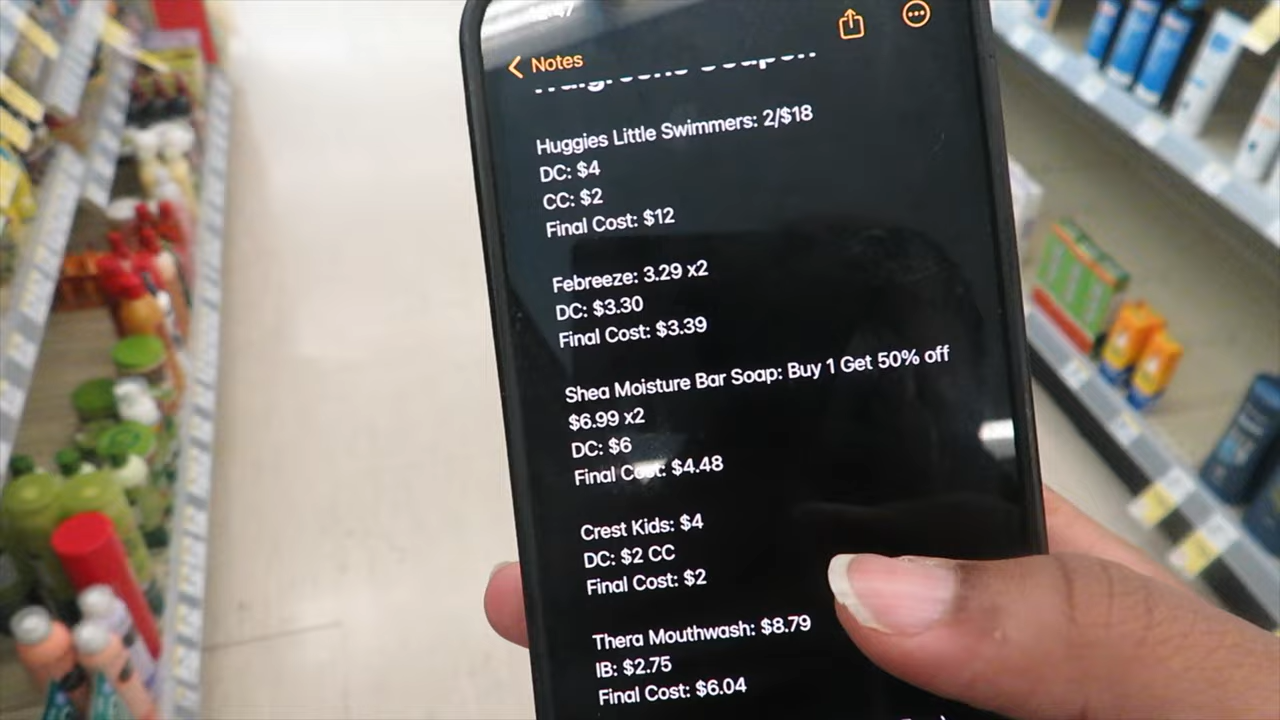 Notes
Huggies Little Swimmers: 2/$18
DC: $4
CC: $2
Final Cost: $12
Febreeze: 3.29 x2
DC: $3.30
Final Cost: $3.39
Shea Moisture Bar Soap: Buy 1 Get 50% off
$6.99 x2
DC: $6
Final Cost: $4.48
Crest Kids: $4
DC: $2 CC
Final Cost: $2
Thera Mouthwash: $8.79
IB: $2.75
Final Cost: $6.04